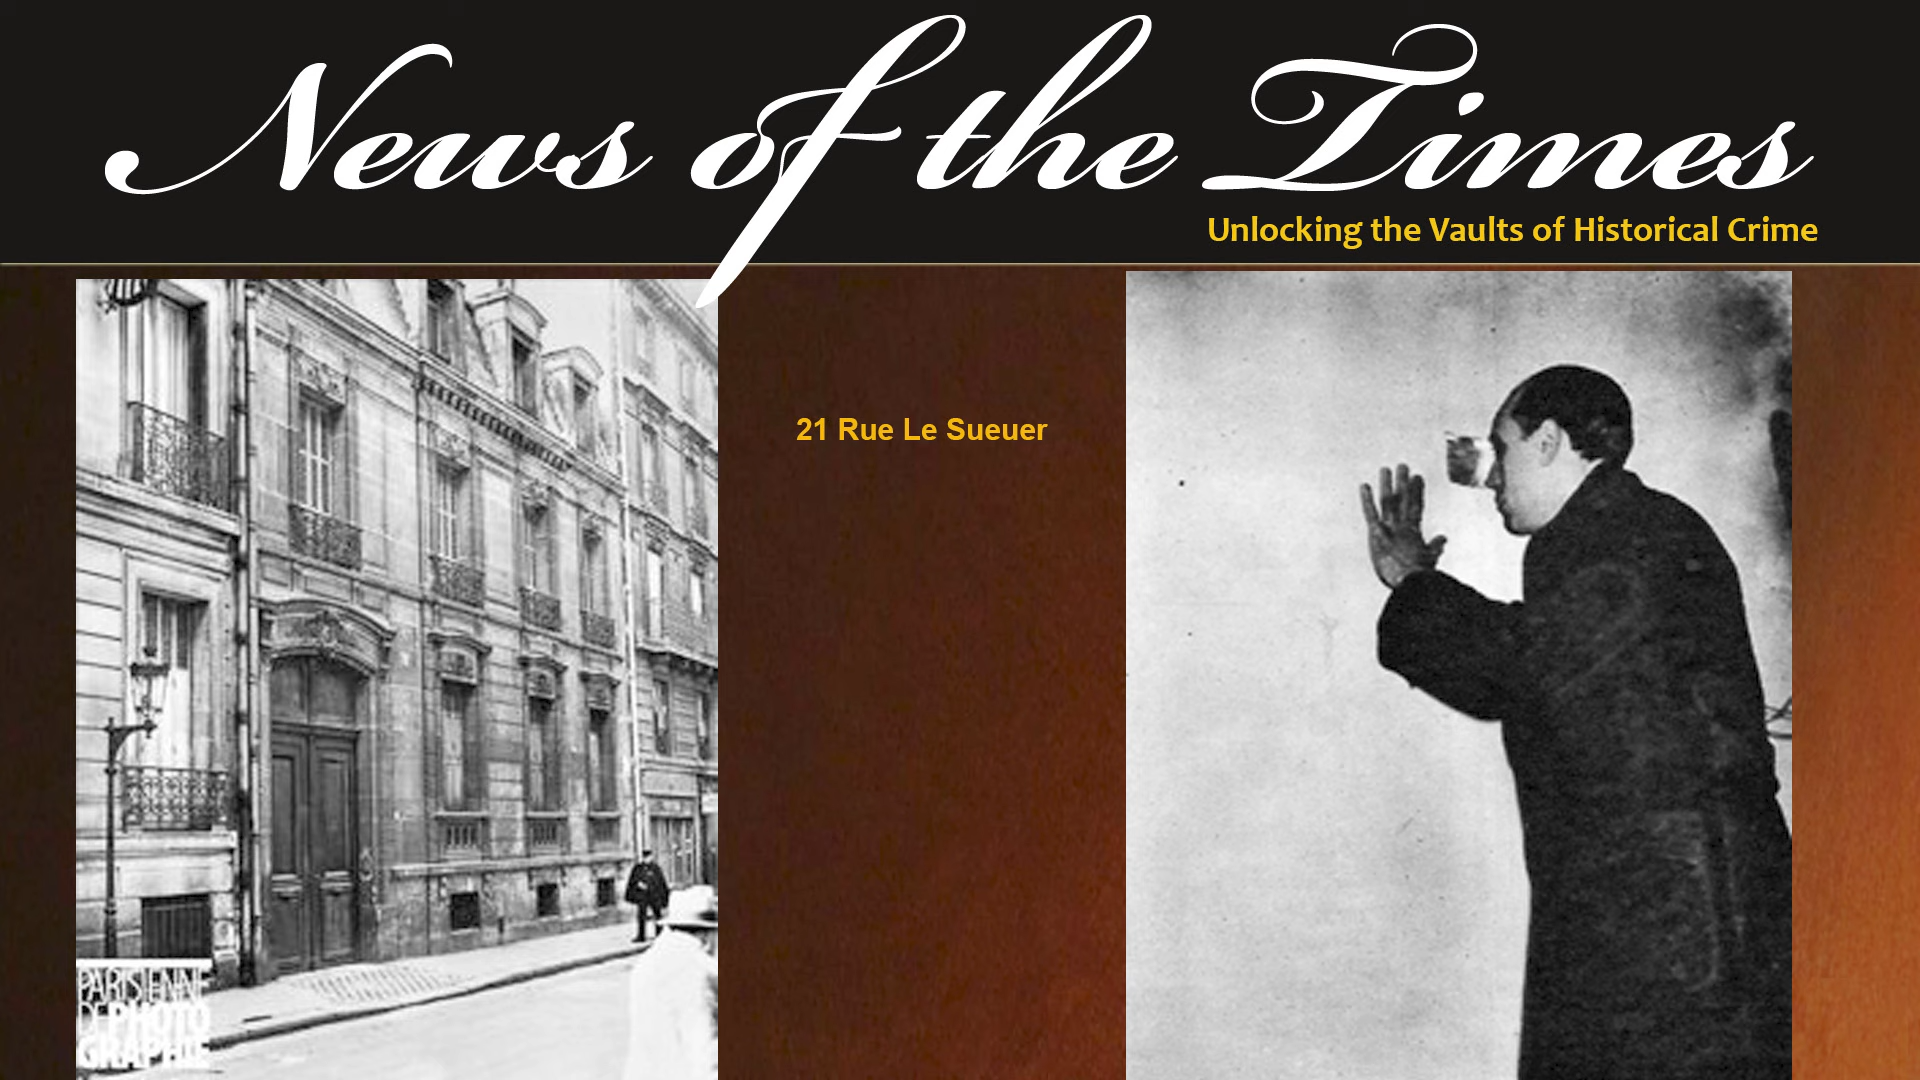 News of the Times
Unlocking the Vaults of Historical Crime
21 Rue Le Sueuer
PARISIENNE
DE PHOTO
GRAPHIE